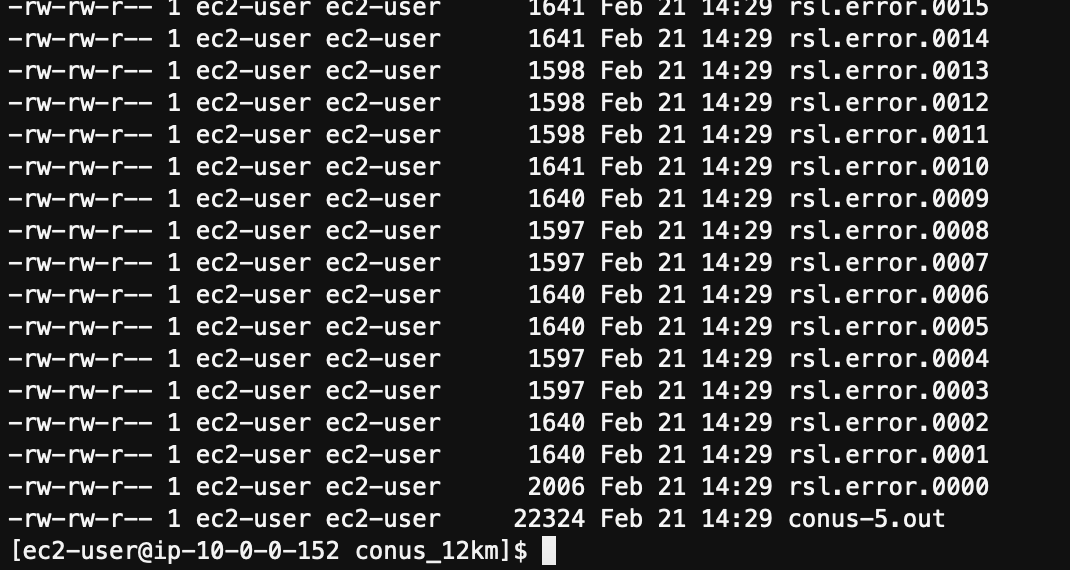 -rw-rw-r-- 1 ec2-user ec2-user      1641 Feb 21 14:29 rsl.error.0015
-rw-rw-r-- 1 ec2-user ec2-user      1641 Feb 21 14:29 rsl.error.0014
-rw-rw-r-- 1 ec2-user ec2-user      1598 Feb 21 14:29 rsl.error.0013
-rw-rw-r-- 1 ec2-user ec2-user      1598 Feb 21 14:29 rsl.error.0012
-rw-rw-r-- 1 ec2-user ec2-user      1598 Feb 21 14:29 rsl.error.0011
-rw-rw-r-- 1 ec2-user ec2-user      1641 Feb 21 14:29 rsl.error.0010
-rw-rw-r-- 1 ec2-user ec2-user      1640 Feb 21 14:29 rsl.error.0009
-rw-rw-r-- 1 ec2-user ec2-user      1597 Feb 21 14:29 rsl.error.0008
-rw-rw-r-- 1 ec2-user ec2-user      1597 Feb 21 14:29 rsl.error.0007
-rw-rw-r-- 1 ec2-user ec2-user      1640 Feb 21 14:29 rsl.error.0006
-rw-rw-r-- 1 ec2-user ec2-user      1640 Feb 21 14:29 rsl.error.0005
-rw-rw-r-- 1 ec2-user ec2-user      1597 Feb 21 14:29 rsl.error.0004
-rw-rw-r-- 1 ec2-user ec2-user      1597 Feb 21 14:29 rsl.error.0003
-rw-rw-r-- 1 ec2-user ec2-user      1640 Feb 21 14:29 rsl.error.0002
-rw-rw-r-- 1 ec2-user ec2-user      1640 Feb 21 14:29 rsl.error.0001
-rw-rw-r-- 1 ec2-user ec2-user      2006 Feb 21 14:29 rsl.error.0000
-rw-rw-r-- 1 ec2-user ec2-user     22324 Feb 21 14:29 conus-5.out
[ec2-user@ip-10-0-0-152 conus_12km]$